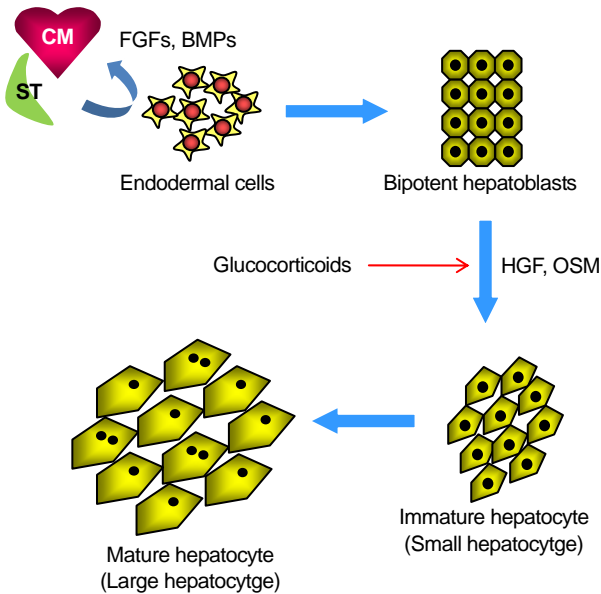 CM
FGFs, BMPs
ST
Endodermal cells
Bipotent hepatoblasts
Glucocorticoids
HGF, OSM
Immature hepatocyte
(Small hepatocytge)
Mature hepatocyte
(Large hepatocytge)